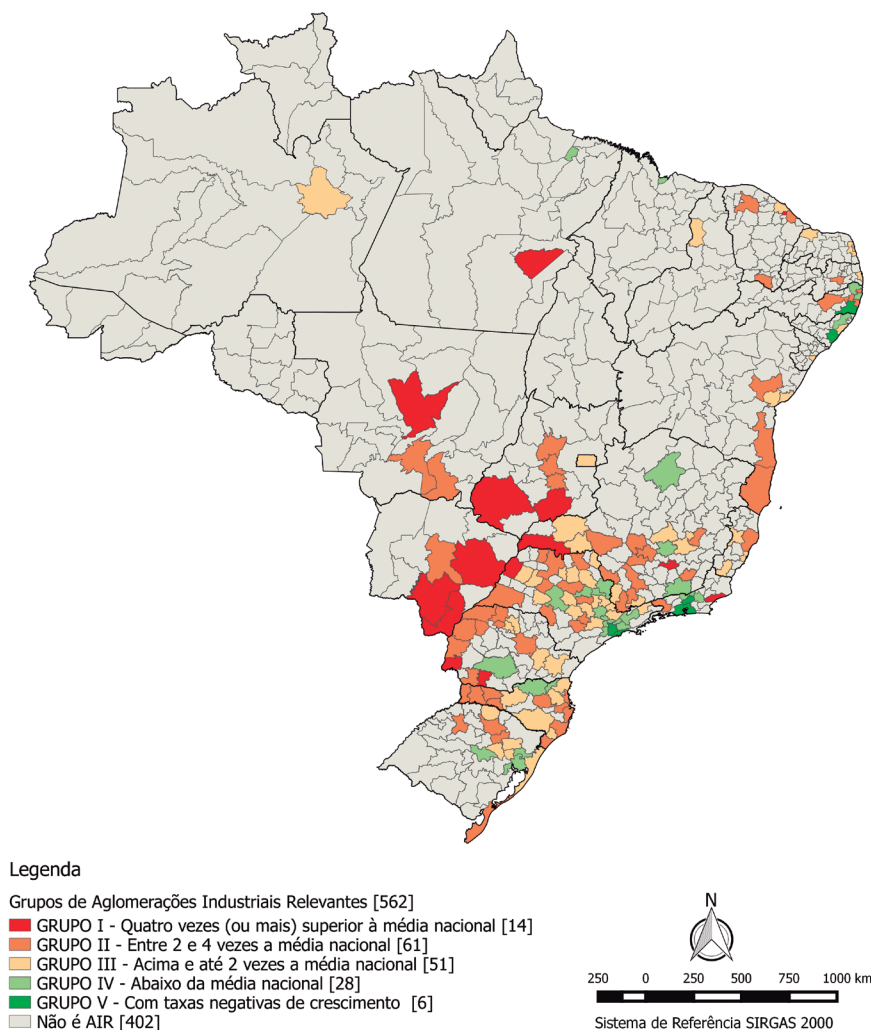 Legenda
Grupos de Aglomerações Industriais Relevantes [562]
GRUPO I - Quatro vezes (ou mais) superior à média nacional [14]
GRUPO II - Entre 2 e 4 vezes a média nacional [61]
GRUPO III - Acima e até 2 vezes a média nacional [51]
GRUPO IV - Abaixo da média nacional [28]
GRUPO V - Com taxas negativas de crescimento [6]
Não é AIR [402]
N
250 0 250 500 750 1000 km
Sistema de Referência SIRGAS 2000